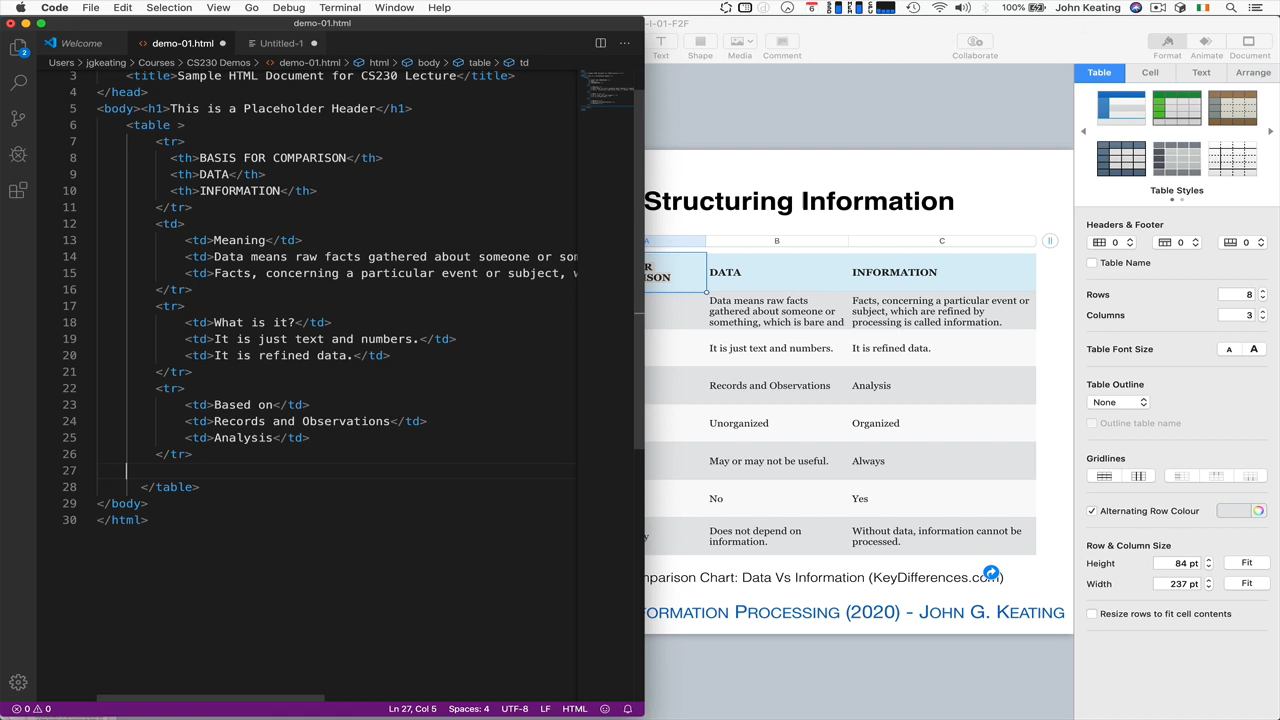 Code File Edit Selection View Go Debug Terminal Window Help
6 100% John Keating
demo-01.html
Welcome
demo-01.html
Untitled-1
2
Users > jgkeating > Courses > CS230 Demos > demo-01.html > html > body > table > td
3 <title>Sample HTML Document for CS230 Lecture</title>
4 </head>
5 <body><h1>This is a Placeholder Header</h1>
6 <table >
7 <tr>
8 <th>BASIS FOR COMPARISON</th>
9 <th>DATA</th>
10 <th>INFORMATION</th>
11 </tr>
12 <td>
13 <td>Meaning</td>
14 <td>Data means raw facts gathered about someone or som
15 <td>Facts, concerning a particular event or subject, w
16 </tr>
17 <tr>
18 <td>What is it?</td>
19 <td>It is just text and numbers.</td>
20 <td>It is refined data.</td>
21 </tr>
22 <tr>
23 <td>Based on</td>
24 <td>Records and Observations</td>
25 <td>Analysis</td>
26 </tr>
27
28 </table>
29 </body>
30 </html>
0 0
Ln 27, Col 5 Spaces: 4 UTF-8 LF HTML
-I-01-F2F
Text Shape Media Comment Collaborate Format Animate Document
Structuring Information
A B C
R
ISON
DATA
INFORMATION
Data means raw facts
gathered about someone or
something, which is bare and
Facts, concerning a particular event or
subject, which are refined by
processing is called information.
It is just text and numbers.
It is refined data.
Records and Observations
Analysis
Unorganized
Organized
May or may not be useful.
Always
No
Yes
y
Does not depend on
information.
Without data, information cannot be
processed.
mparison Chart: Data Vs Information (KeyDifferences.com)
FORMATION PROCESSING (2020) - JOHN G. KEATING
Table Cell Text Arrange
Table Styles
Headers & Footer
0 0 0
Table Name
Rows 8
Columns 3
Table Font Size A A
Table Outline
None
Outline table name
Gridlines
Alternating Row Colour
Row & Column Size
Height 84 pt Fit
Width 237 pt Fit
Resize rows to fit cell contents